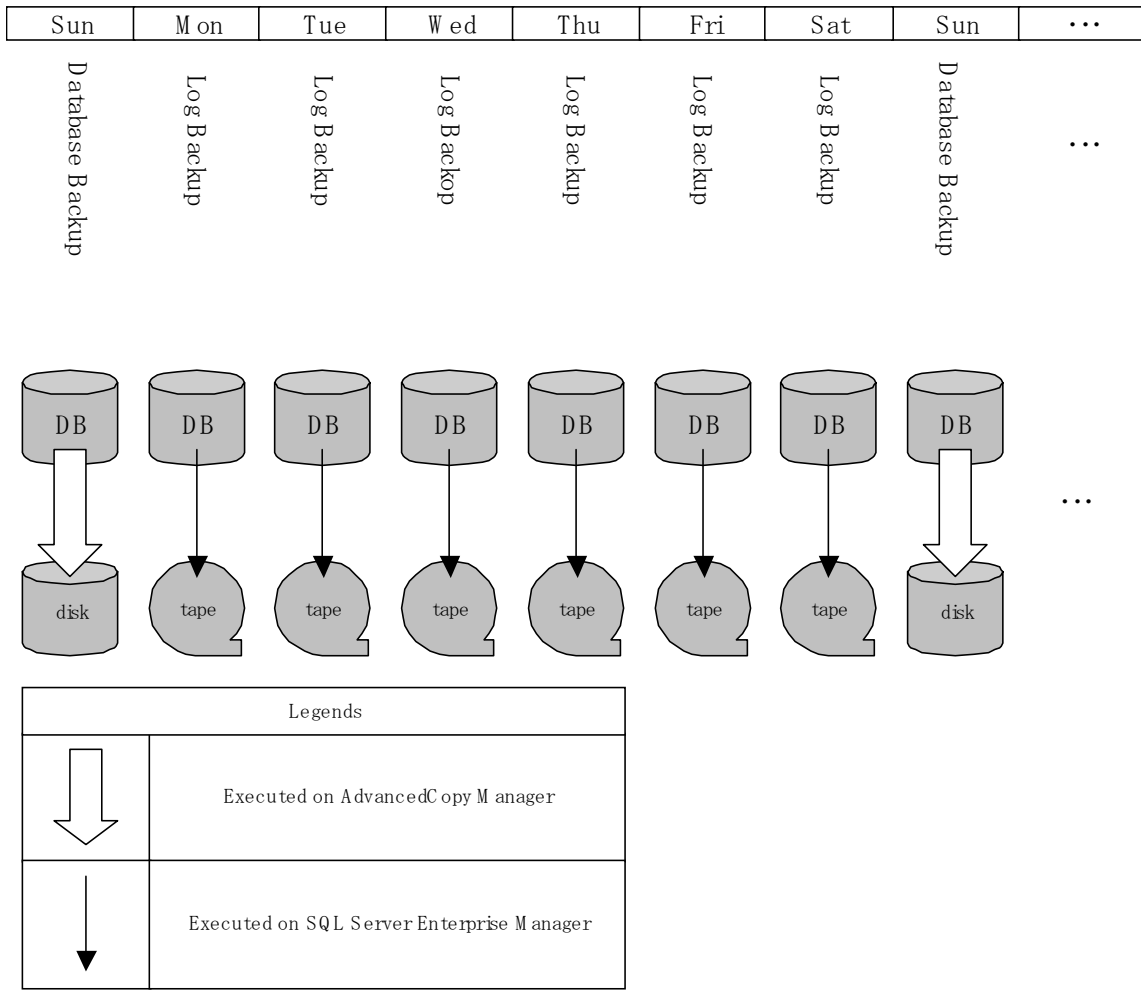 Sun Mon Tue Wed Thu Fri Sat Sun ...
Database Backup
Log Backup
Log Backup
Log Backop
Log Backup
Log Backup
Log Backup
Database Backup
...
DB DB DB DB DB DB DB DB
...
disk tape tape tape tape tape tape disk
Legends
Executed on AdvancedCopy Manager
Executed on SQL Server Enterprise Manager